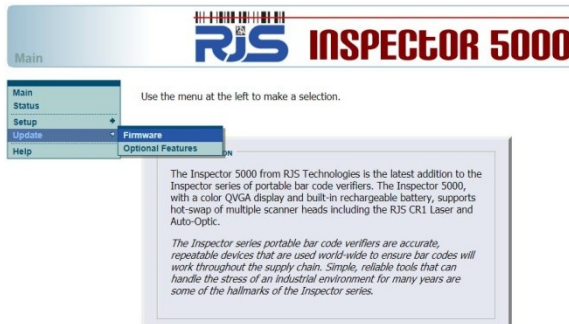 RJS INSPECTOR 5000
Main
Main
Status
Setup
Update
Help
Firmware
Optional Features
Use the menu at the left to make a selection.
ON
The Inspector 5000 from RJS Technologies is the latest addition to the
Inspector series of portable bar code verifiers. The Inspector 5000,
with a color QVGA display and built-in rechargeable battery, supports
hot-swap of multiple scanner heads including the RJS CR1 Laser and
Auto-Optic.
The Inspector series portable bar code verifiers are accurate,
repeatable devices that are used world-wide to ensure bar codes will
work throughout the supply chain. Simple, reliable tools that can
handle the stress of an industrial environment for many years are
some of the hallmarks of the Inspector series.